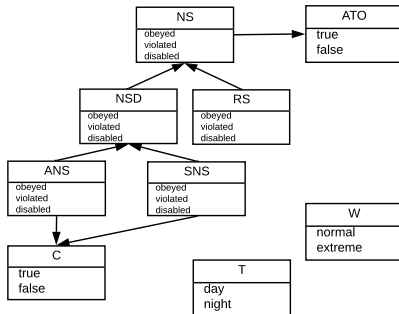 NS
obeyed
violated
disabled
ATO
true
false
NSD
obeyed
violated
disabled
RS
obeyed
violated
disabled
ANS
obeyed
violated
disabled
SNS
obeyed
violated
disabled
W
normal
extreme
C
true
false
T
day
night